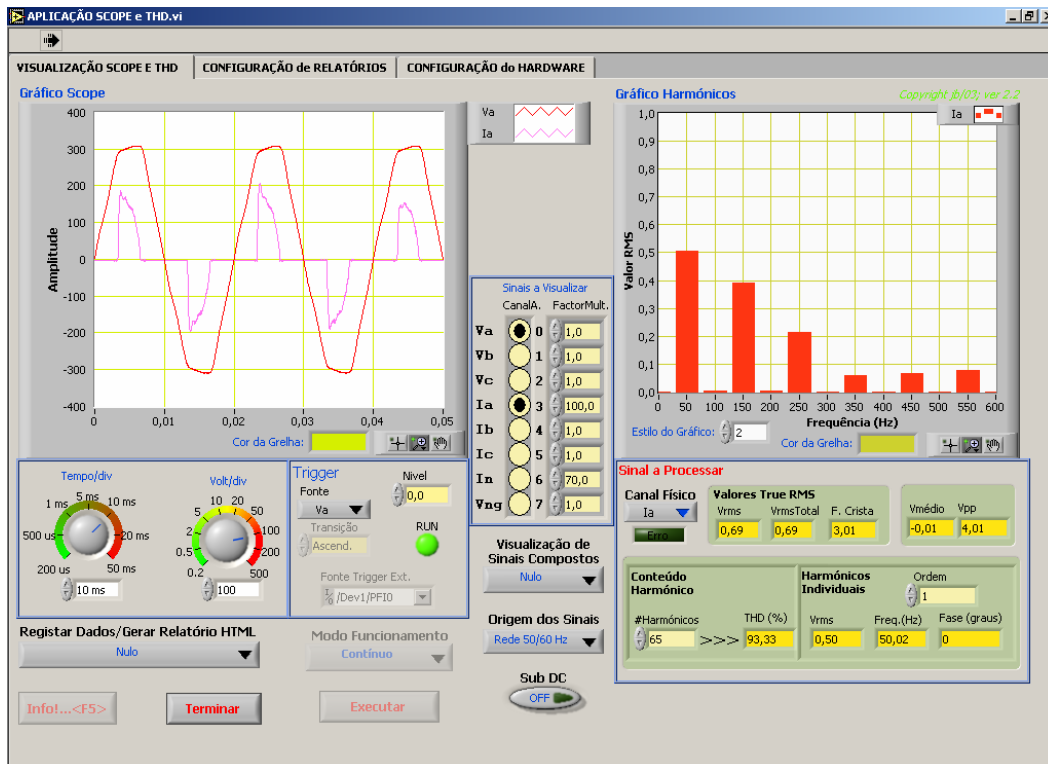 APLICAÇÃO SCOPE e THD.vi
VISUALIZAÇÃO SCOPE E THD
CONFIGURAÇÃO de RELATÓRIOS
CONFIGURAÇÃO do HARDWARE
Gráfico Scope
Va
Ia
Amplitude
400
300
200
100
0
-100
-200
-300
-400
0
0,01
0,02
0,03
0,04
0,05
Cor da Grelha:
Gráfico Harmónicos
Copyright jb/03; ver 2.2
Ia
Valor RMS
1,0
0,9
0,8
0,7
0,6
0,5
0,4
0,3
0,2
0,1
0,0
0 50 100 150 200 250 300 350 400 450 500 550 600
Frequência (Hz)
Estilo do Gráfico: 2
Cor da Grelha:
Sinais a Visualizar
CanalA. FactorMult.
Va 0 1,0
Vb 1 1,0
Vc 2 1,0
Ia 3 100,0
Ib 4 1,0
Ic 5 1,0
In 6 70,0
Vng 7 1,0
Tempo/div
200 us
500 us
1 ms
5 ms
10 ms
20 ms
50 ms
10 ms
Volt/div
0.2
0.5
2
5
10
20
50
100
200
500
100
Trigger
Fonte
Va
Nivel
0,0
Transição
Ascend.
RUN
Fonte Trigger Ext.
/Dev1/PFI0
Visualização de
Sinais Compostos
Nulo
Origem dos Sinais
Rede 50/60 Hz
Sub DC
OFF
Registar Dados/Gerar Relatório HTML
Nulo
Modo Funcionamento
Contínuo
Info!...<F5>
Terminar
Executar
Sinal a Processar
Canal Físico
Ia
Erro
Valores True RMS
Vrms VrmsTotal F. Crista
0,69 0,69 3,01
Vmédio Vpp
-0,01 4,01
Conteúdo
Harmónico
#Harmónicos THD (%)
65 >>> 93,33
Harmónicos
Individuais
Ordem
1
Vrms Freq.(Hz) Fase (graus)
0,50 50,02 0